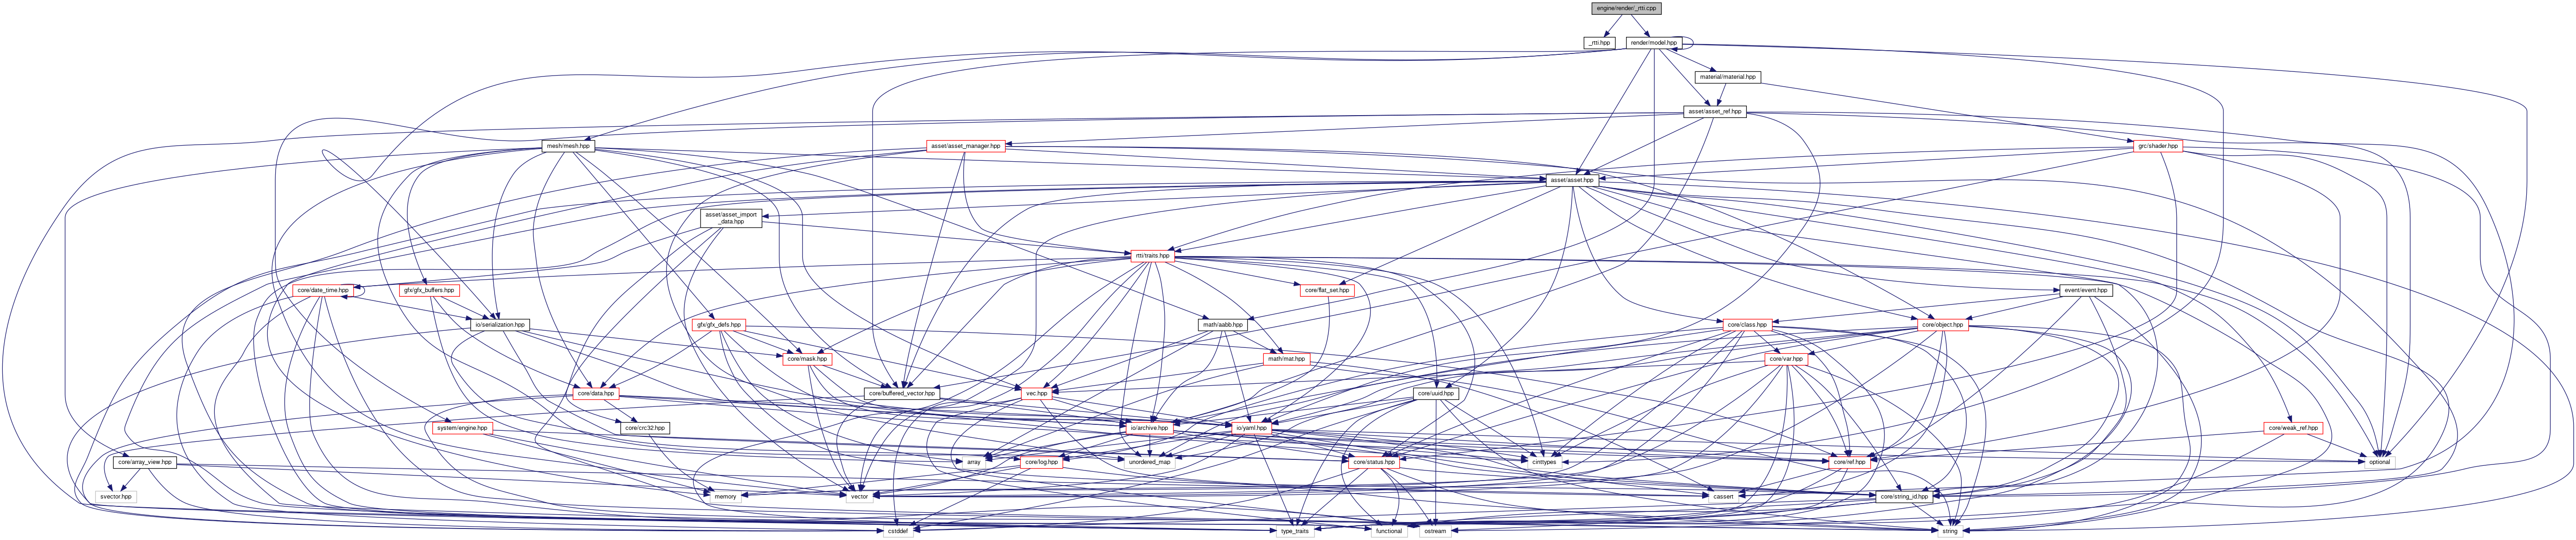 engine/render/_rtti.cpp
_rtti.hpp
render/model.hpp
material/material.hpp
asset/asset_ref.hpp
mesh/mesh.hpp
asset/asset_manager.hpp
grc/shader.hpp
asset/asset.hpp
asset/asset_import
_data.hpp
rtti/traits.hpp
core/date_time.hpp
gfx/gfx_buffers.hpp
core/flat_set.hpp
event/event.hpp
io/serialization.hpp
gfx/gfx_defs.hpp
math/aabb.hpp
core/class.hpp
core/object.hpp
core/mask.hpp
math/mat.hpp
core/var.hpp
core/data.hpp
core/buffered_vector.hpp
vec.hpp
core/uuid.hpp
system/engine.hpp
core/crc32.hpp
io/archive.hpp
io/yaml.hpp
core/weak_ref.hpp
core/array_view.hpp
array
core/log.hpp
unordered_map
core/status.hpp
cinttypes
core/ref.hpp
optional
svector.hpp
memory
vector
cassert
core/string_id.hpp
cstddef
type_traits
functional
ostream
string